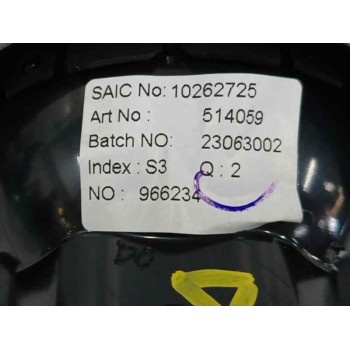 SAIC No: 10262725
Art No : 514059
Batch NO: 23063002
Index : S3 Q : 2
NO : 966234